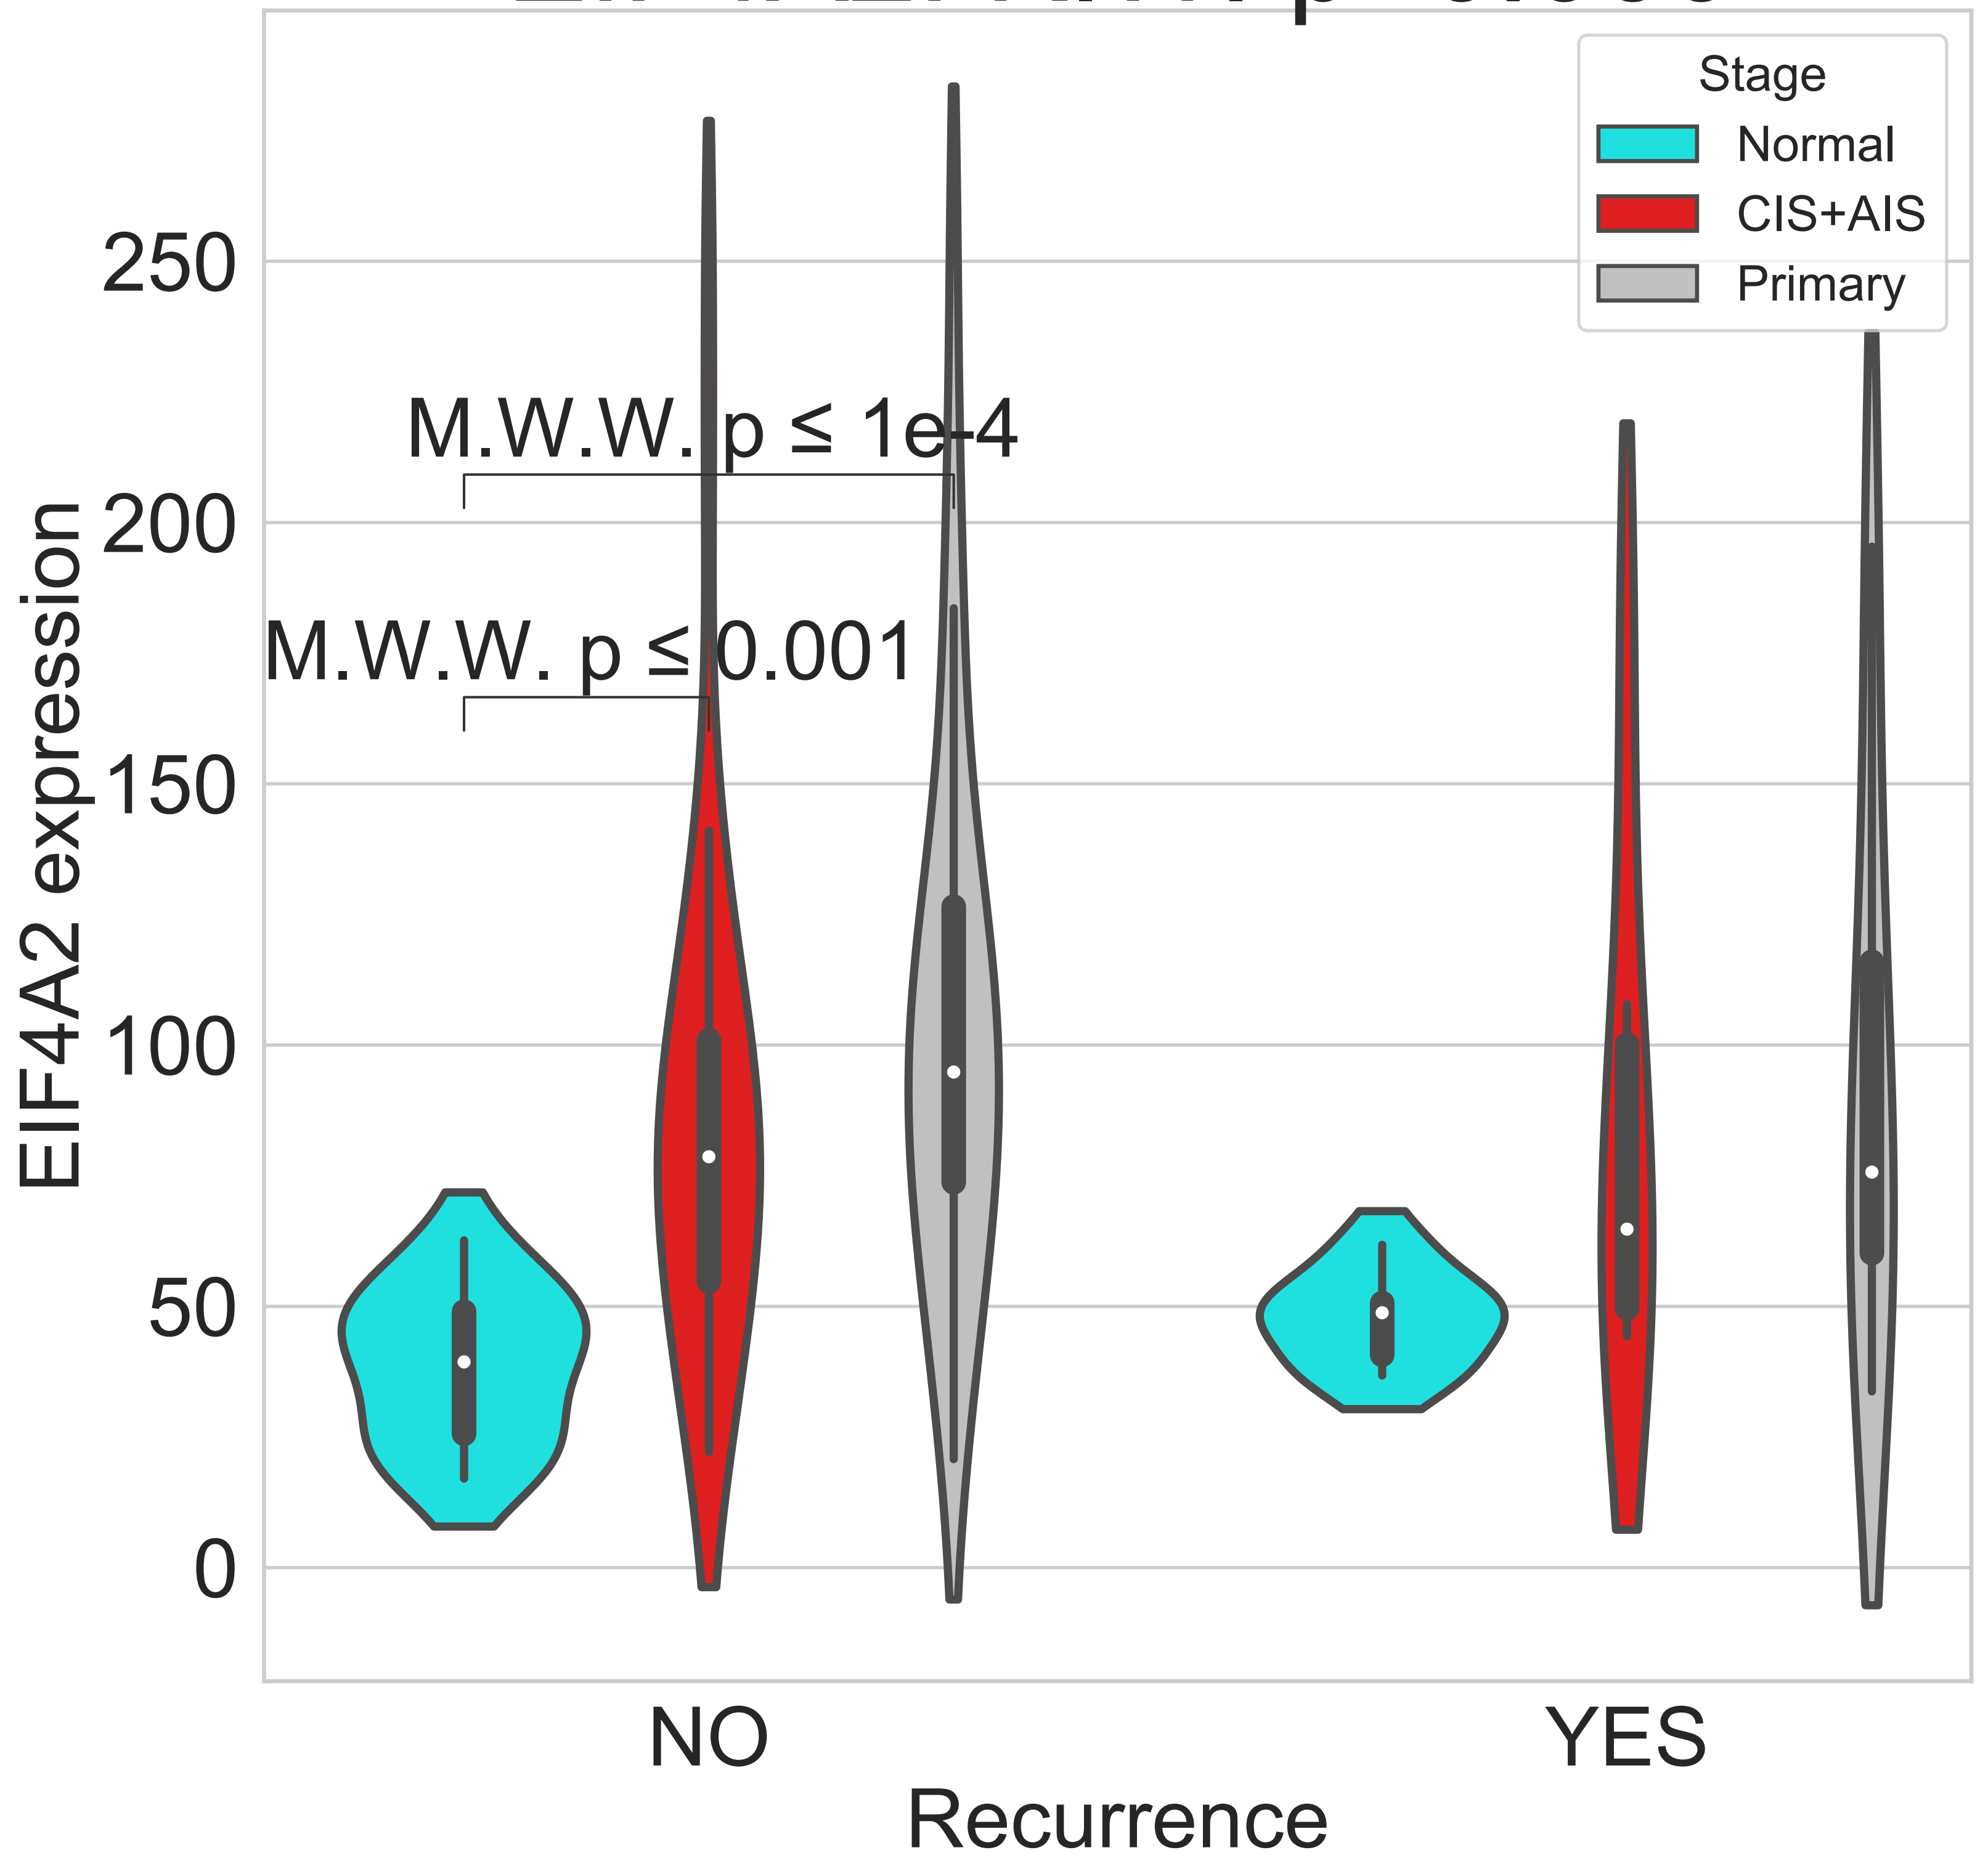 Stage
Normal
CIS+AIS
Primary
250
200
150
100
50
0
EIF4A2 expression
M.W.W. p ≤ 1e-4
M.W.W. p ≤ 0.001
NO
YES
Recurrence